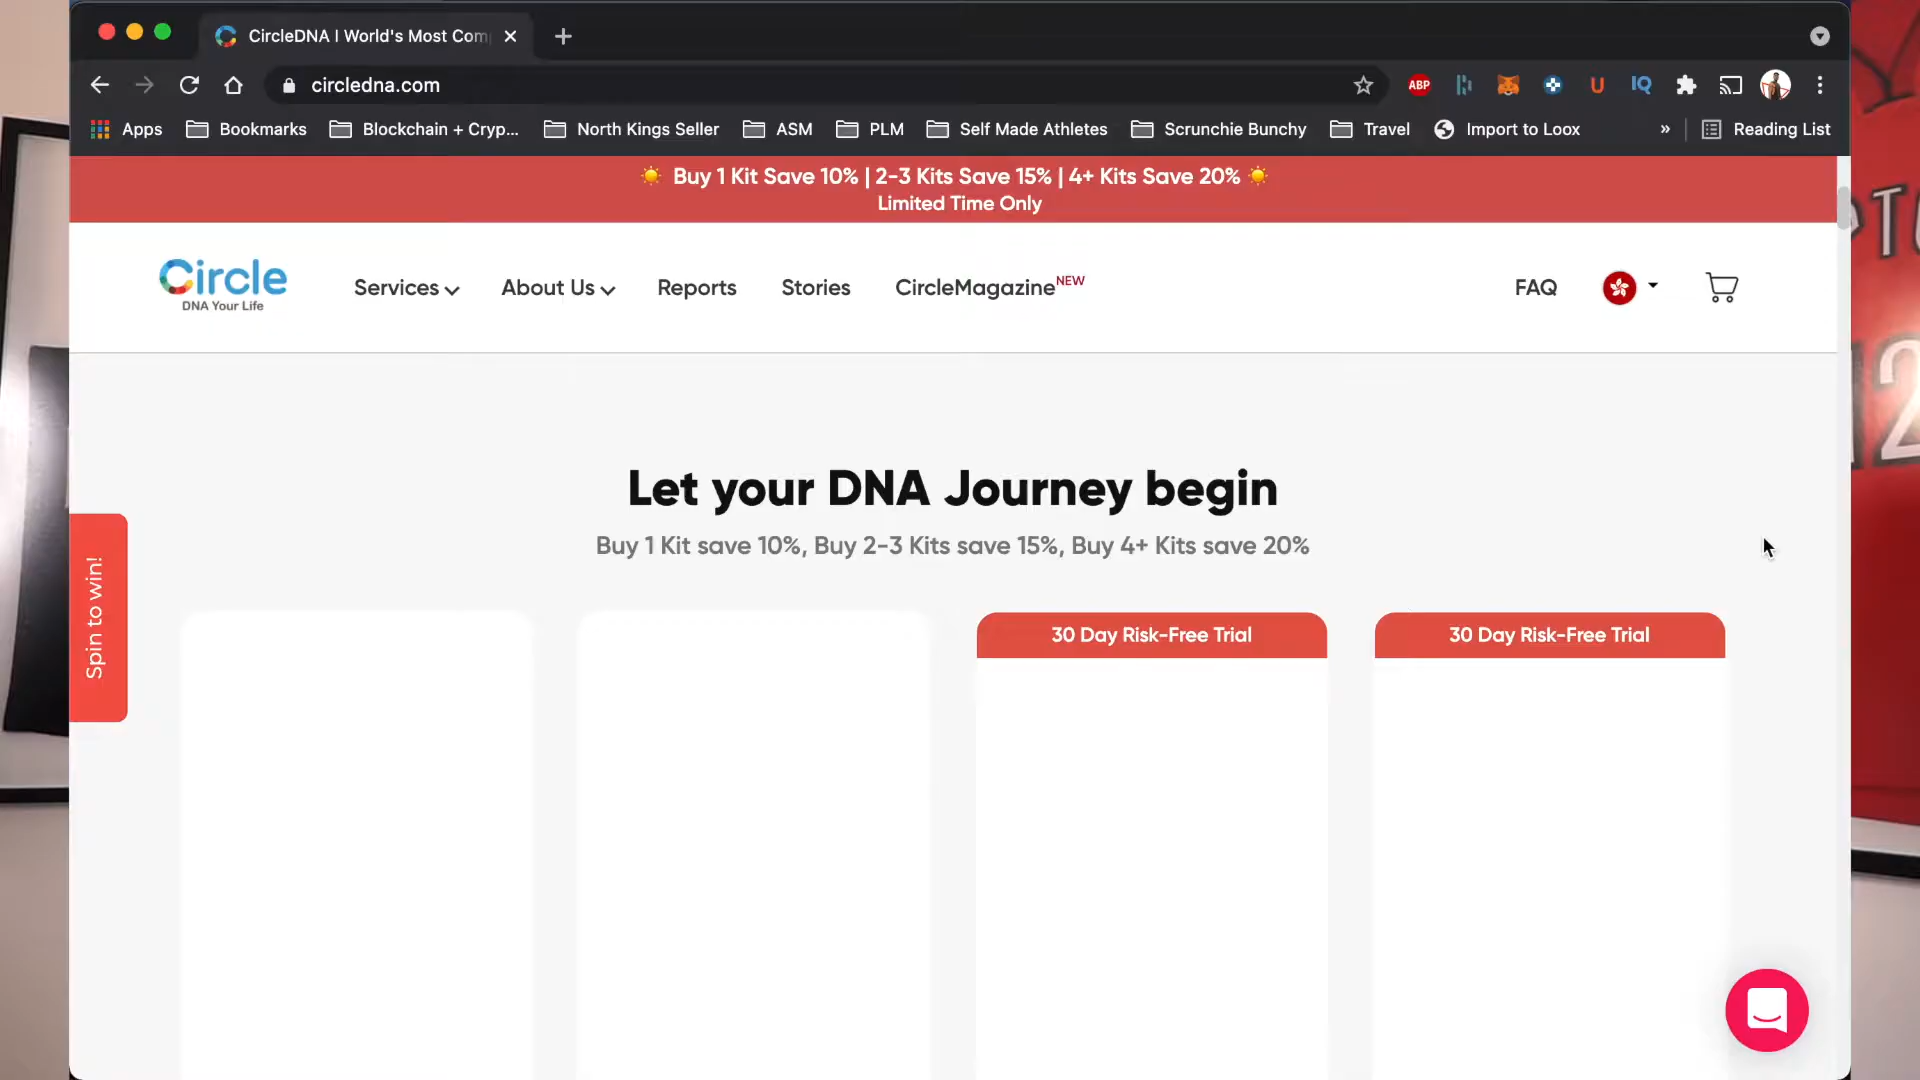 CircleDNA | World's Most Com
circledna.com
ABP
IQ
Apps
Bookmarks
Blockchain + Cryp...
North Kings Seller
ASM
PLM
Self Made Athletes
Scrunchie Bunchy
Travel
Import to Loox
»
Reading List
☀️ Buy 1 Kit Save 10% | 2-3 Kits Save 15% | 4+ Kits Save 20% ☀️
Limited Time Only
Circle
DNA Your Life
Services
About Us
Reports
Stories
CircleMagazine NEW
FAQ
Let your DNA Journey begin
Buy 1 Kit save 10%, Buy 2-3 Kits save 15%, Buy 4+ Kits save 20%
Spin to win!
30 Day Risk-Free Trial
30 Day Risk-Free Trial